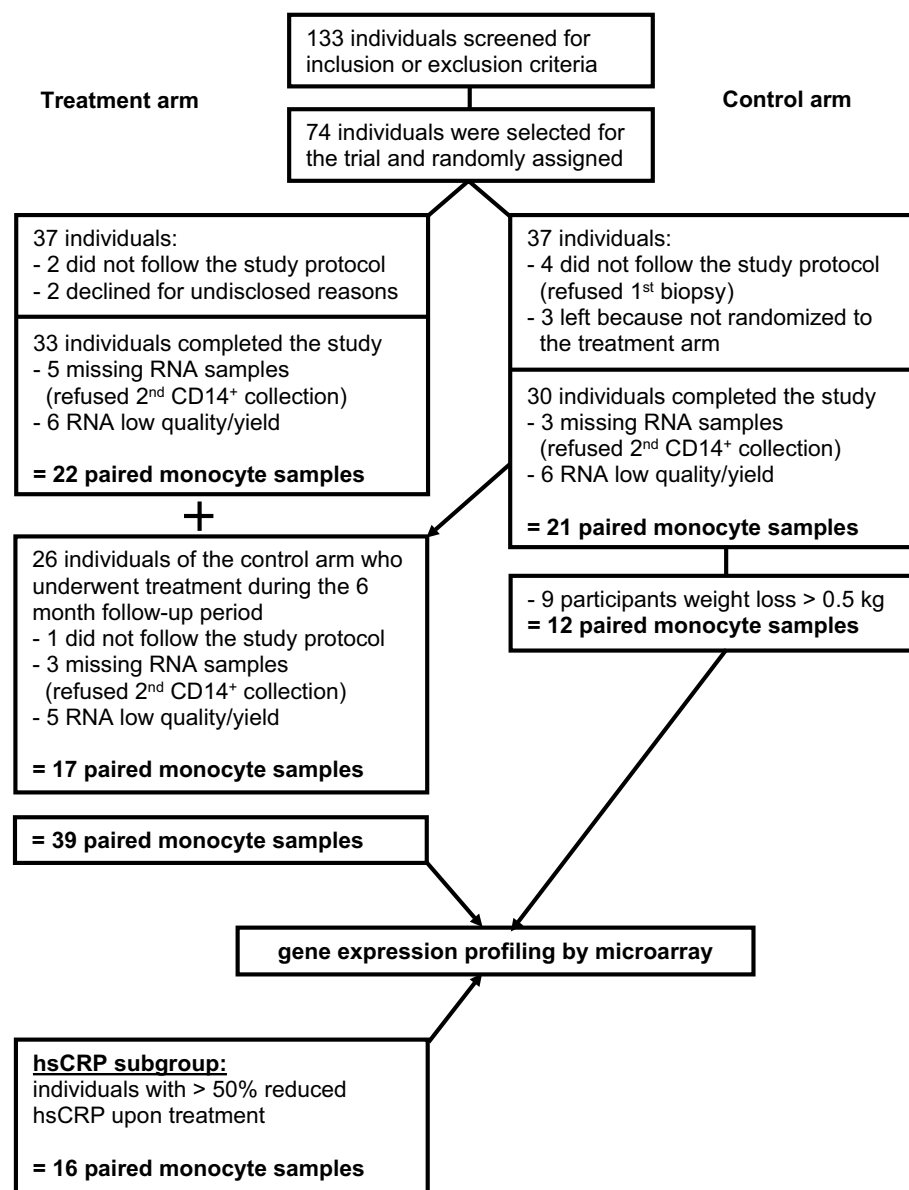 133 individuals screened for
inclusion or exclusion criteria
Treatment arm
Control arm
74 individuals were selected for
the trial and randomly assigned
37 individuals:
- 2 did not follow the study protocol
- 2 declined for undisclosed reasons
33 individuals completed the study
- 5 missing RNA samples
(refused 2nd CD14+ collection)
- 6 RNA low quality/yield
= 22 paired monocyte samples
37 individuals:
- 4 did not follow the study protocol
(refused 1st biopsy)
- 3 left because not randomized to
the treatment arm
30 individuals completed the study
- 3 missing RNA samples
(refused 2nd CD14+ collection)
- 6 RNA low quality/yield
= 21 paired monocyte samples
+
26 individuals of the control arm who
underwent treatment during the 6
month follow-up period
- 1 did not follow the study protocol
- 3 missing RNA samples
(refused 2nd CD14+ collection)
- 5 RNA low quality/yield
= 17 paired monocyte samples
- 9 participants weight loss > 0.5 kg
= 12 paired monocyte samples
= 39 paired monocyte samples
gene expression profiling by microarray
hsCRP subgroup:
individuals with > 50% reduced
hsCRP upon treatment
= 16 paired monocyte samples